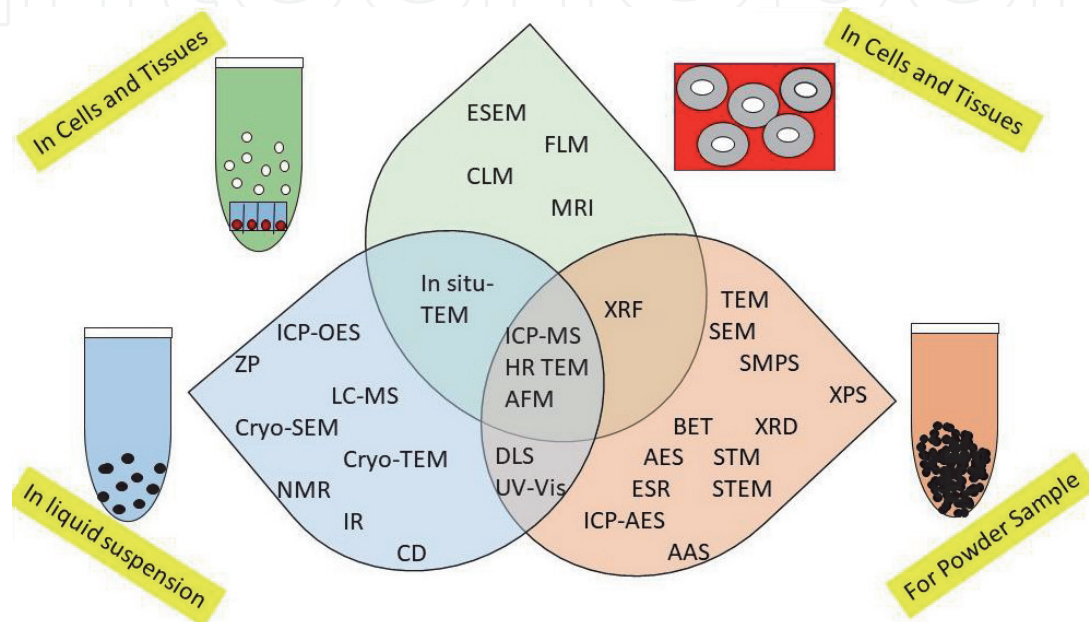 In Cells and Tissues
In Cells and Tissues
ESEM
FLM
CLM
MRI
In situ-
TEM
XRF
ICP-MS
HR TEM
AFM
DLS
UV-Vis
ICP-OES
ZP
LC-MS
Cryo-SEM
Cryo-TEM
NMR
IR
CD
TEM
SEM
SMPS
XPS
BET
XRD
AES
STM
ESR
STEM
ICP-AES
AAS
In liquid suspension
For Powder Sample